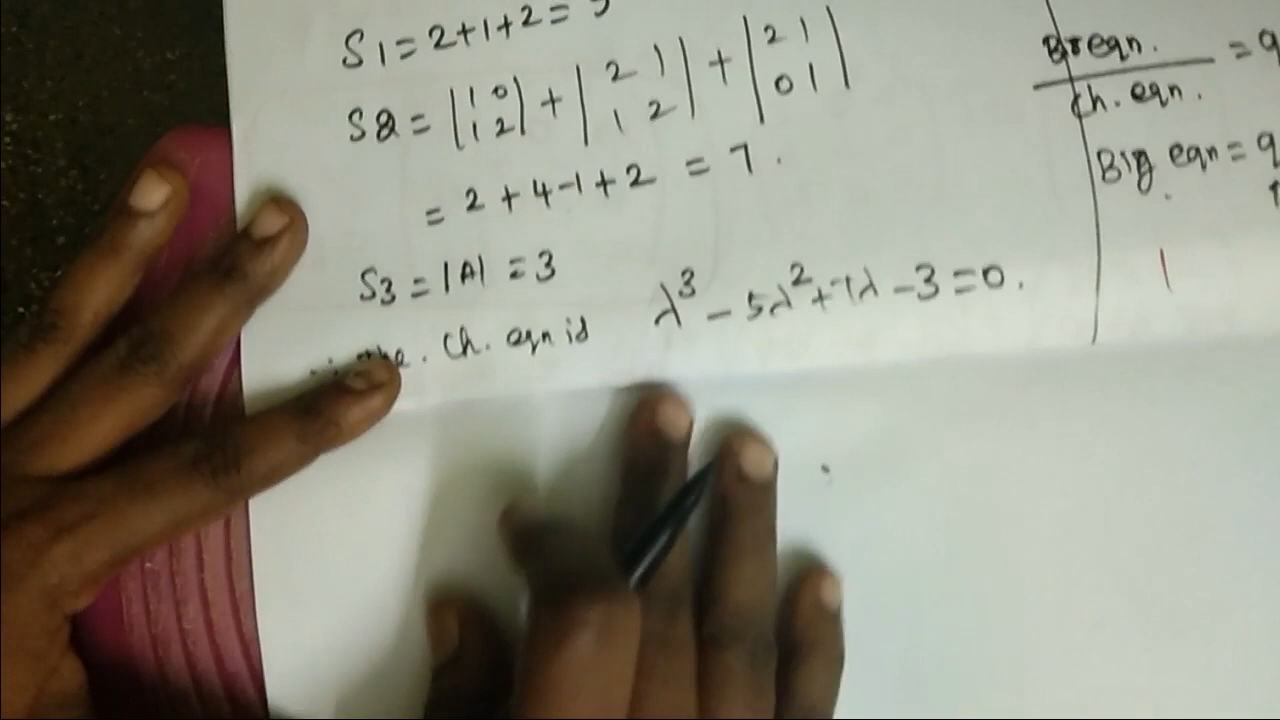 S1 = 2+1+2 = 5
S2 = |1 0 1 2| + |2 1 1 2| + |2 1 0 1|
= 2 + 4-1 + 2 = 7.
S3 = |A| = 3
∴ the. Ch. eqn is λ³ - 5λ² + 7λ - 3 = 0.
eqn. =
Ch. eqn.
Big eqn =